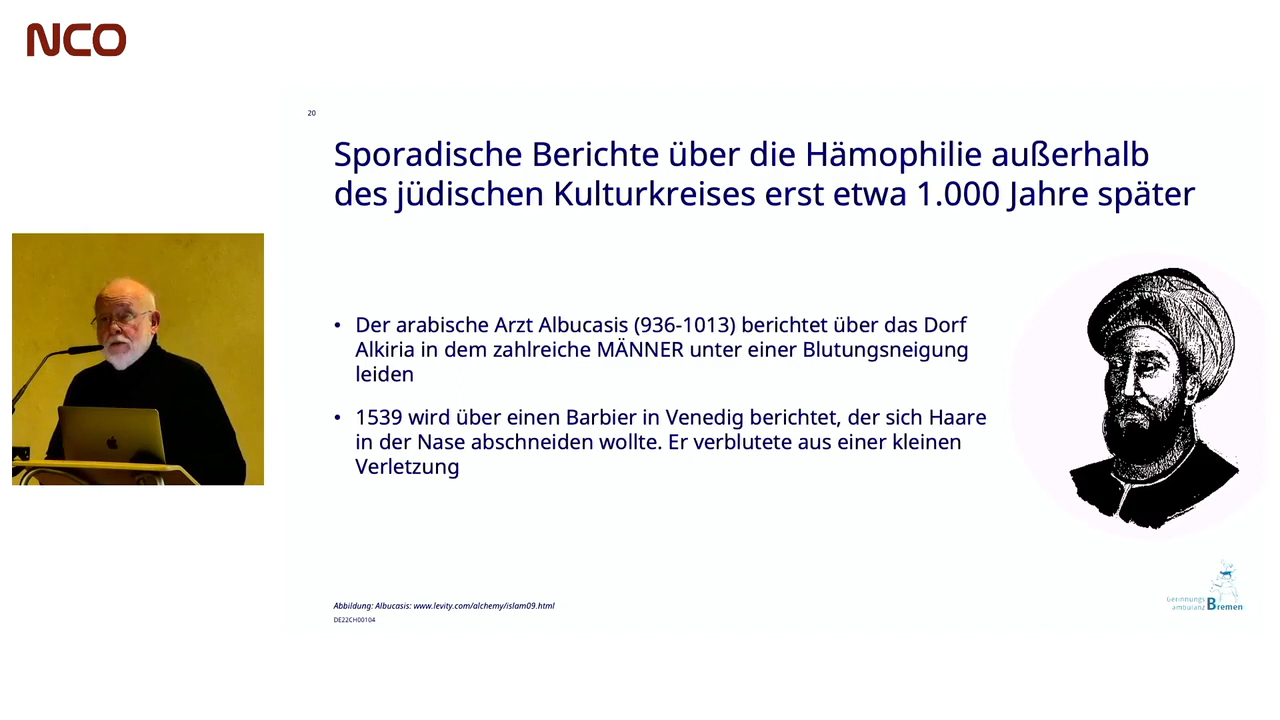 NCO
20
Sporadische Berichte über die Hämophilie außerhalb
des jüdischen Kulturkreises erst etwa 1.000 Jahre später
• Der arabische Arzt Albucasis (936-1013) berichtet über das Dorf
Alkiria in dem zahlreiche MÄNNER unter einer Blutungsneigung
leiden
• 1539 wird über einen Barbier in Venedig berichtet, der sich Haare
in der Nase abschneiden wollte. Er verblutete aus einer kleinen
Verletzung
Abbildung: Albucasis: www.levity.com/alchemy/islam09.html
DE22CH00104
Gerinnungs
ambulanz Bremen